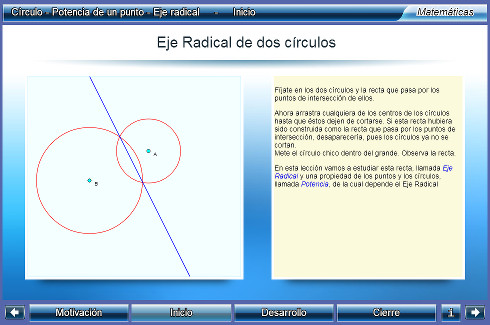 Círculo - Potencia de un punto - Eje radical - Inicio
Matemáticas
Eje Radical de dos círculos
A
B
Fíjate en los dos círculos y la recta que pasa por los
puntos de intersección de ellos.
Ahora arrastra cualquiera de los centros de los círculos
hasta que éstos dejen de cortarse. Si esta recta hubiera
sido construida como la recta que pasa por los puntos de
intersección, desaparecería, pues los círculos ya no se
cortan.
Mete el círculo chico dentro del grande. Observa la recta.
En esta lección vamos a estudiar esta recta, llamada Eje
Radical y una propiedad de los puntos y los círculos,
llamada Potencia, de la cual depende el Eje Radical
Motivación
Inicio
Desarrollo
Cierre
i